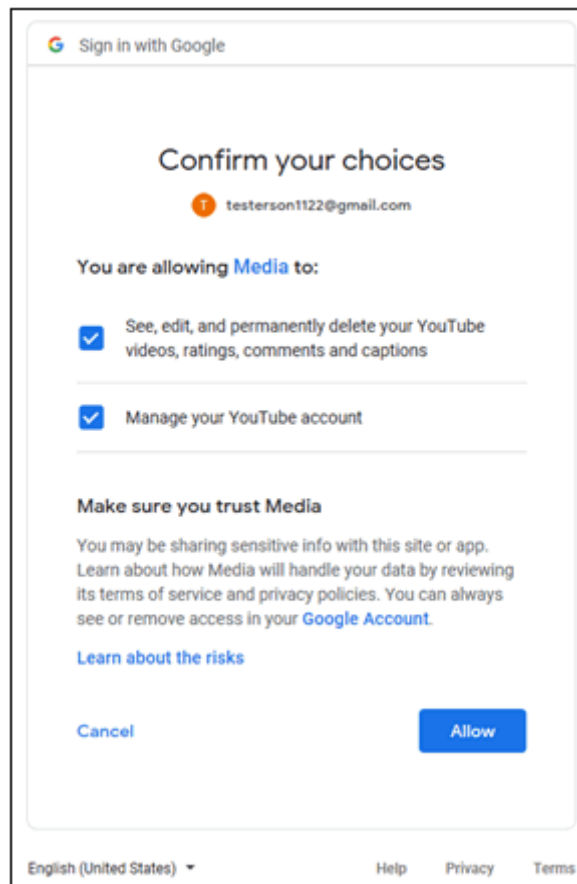 Sign in with Google
Confirm your choices
T testerson1122@gmail.com
You are allowing Media to:
See, edit, and permanently delete your YouTube
videos, ratings, comments and captions
Manage your YouTube account
Make sure you trust Media
You may be sharing sensitive info with this site or app.
Learn about how Media will handle your data by reviewing
its terms of service and privacy policies. You can always
see or remove access in your Google Account.
Learn about the risks
Cancel Allow
English (United States) Help Privacy Terms